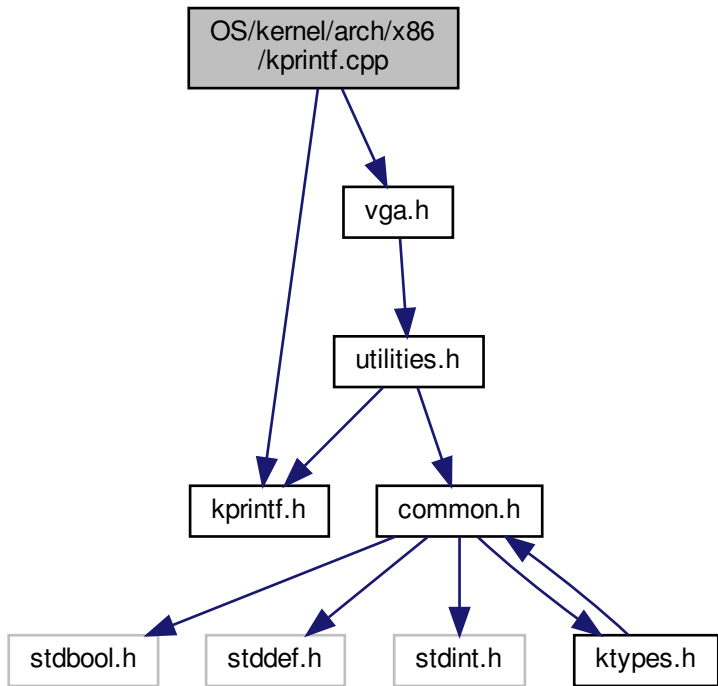 OS/kernel/arch/x86
/kprintf.cpp
vga.h
utilities.h
kprintf.h
common.h
stdbool.h
stddef.h
stdint.h
ktypes.h